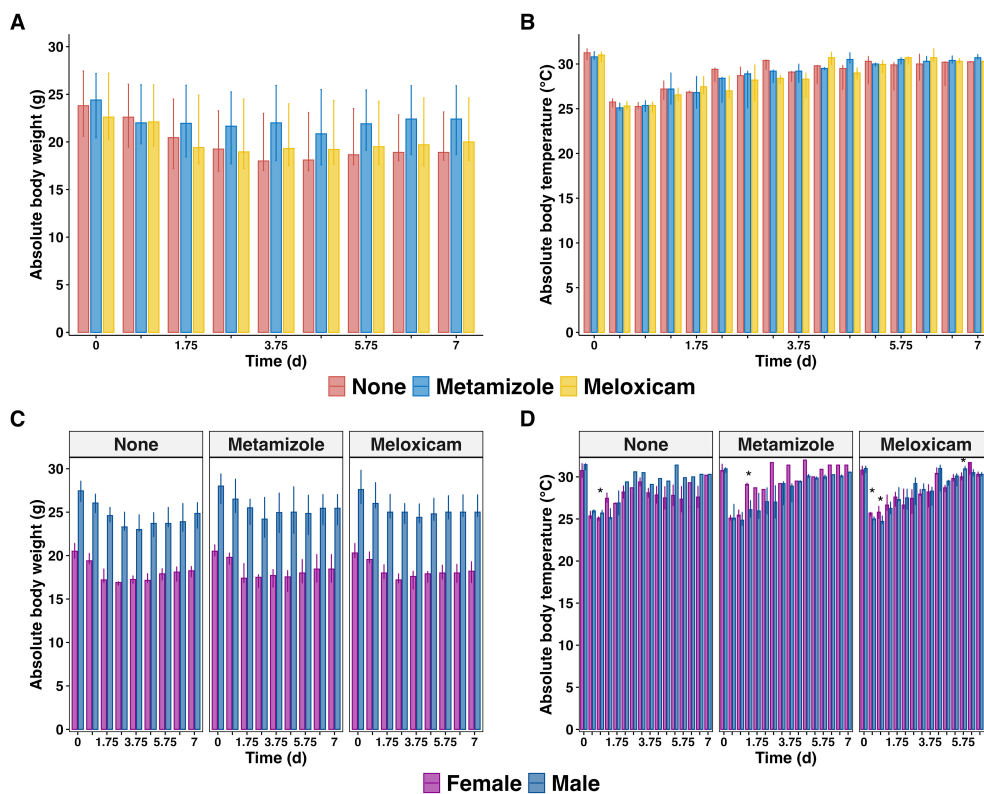 A
B
Absolute body weight (g)
30
25
20
15
10
5
0
0 1.75 3.75 5.75 7
Time (d)
Absolute body temperature (°C)
30
25
20
15
10
5
0
0 1.75 3.75 5.75 7
Time (d)
None Metamizole Meloxicam
C
D
None Metamizole Meloxicam
Absolute body weight (g)
30
25
20
15
10
5
0
0 1.75 3.75 5.75 7 0 1.75 3.75 5.75 7 0 1.75 3.75 5.75 7
Time (d)
None Metamizole Meloxicam
* * * * *
Absolute body temperature (°C)
30
25
20
15
10
5
0
0 1.75 3.75 5.75 7 0 1.75 3.75 5.75 7 0 1.75 3.75 5.75
Time (d)
Female Male